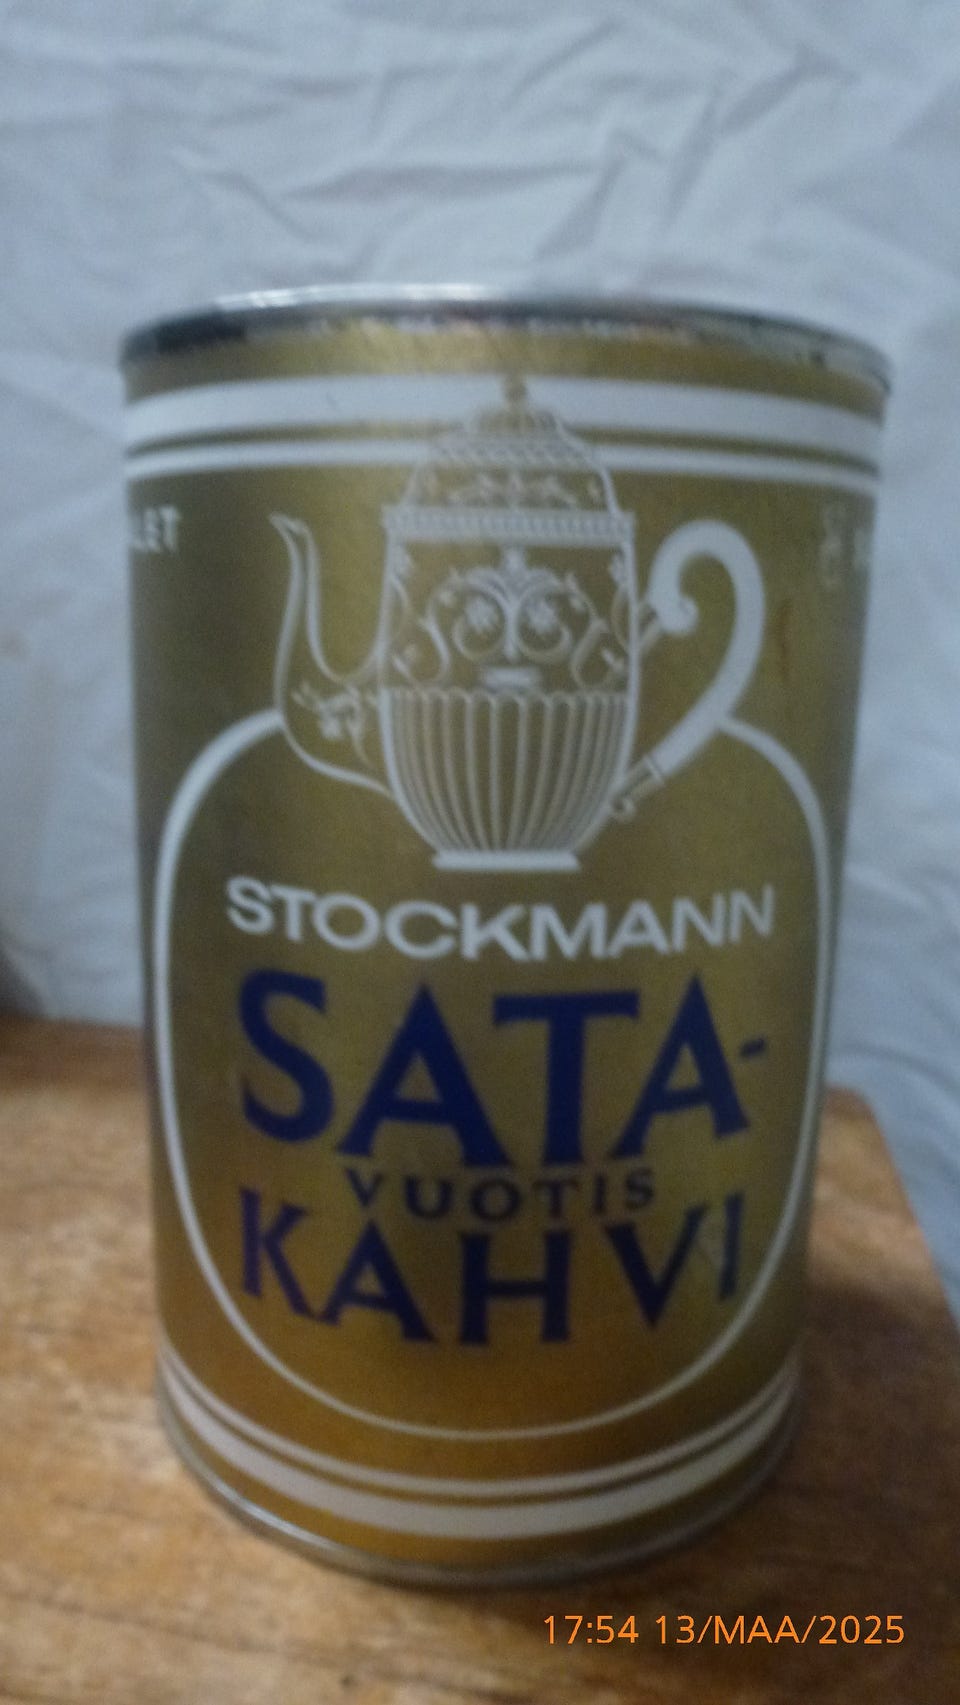 STOCKMANN
SATA-
VUOTIS
KAHVI
17:54 13/MAA/2025